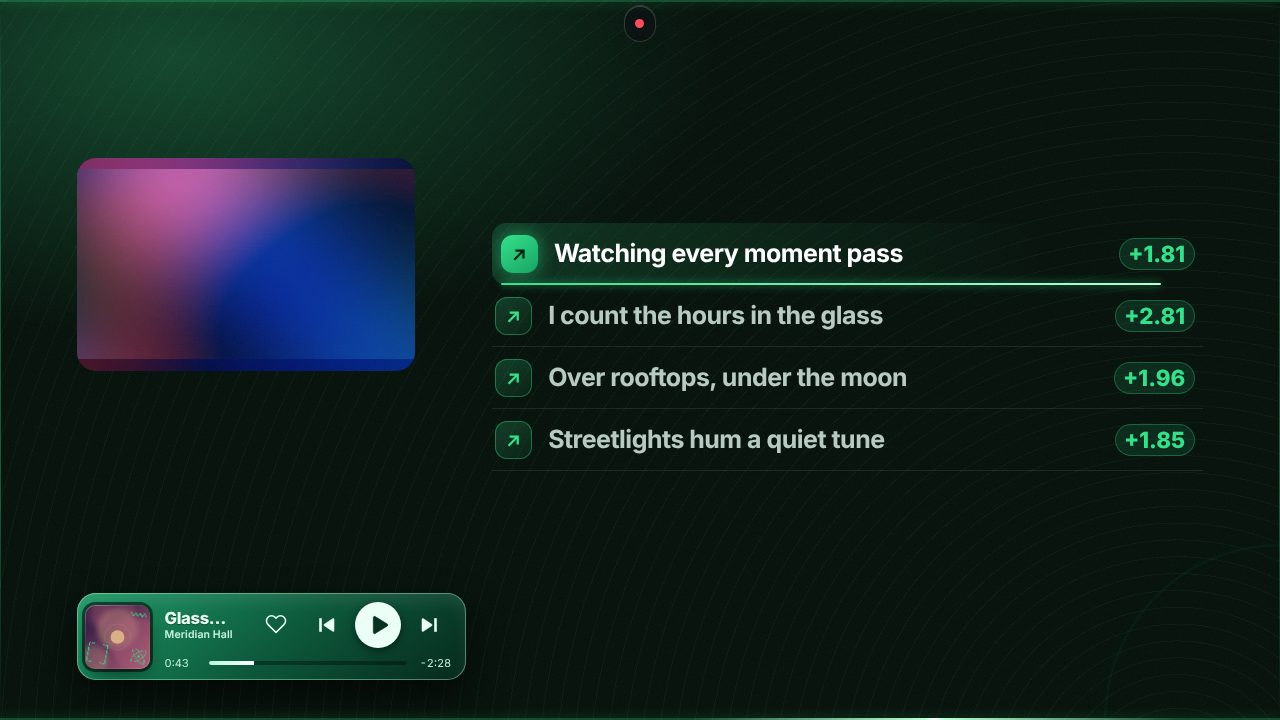 Watching every moment pass
+1.81
I count the hours in the glass
+2.81
Over rooftops, under the moon
+1.96
Streetlights hum a quiet tune
+1.85
Glass...
Meridian Hall
0:43
-2:28